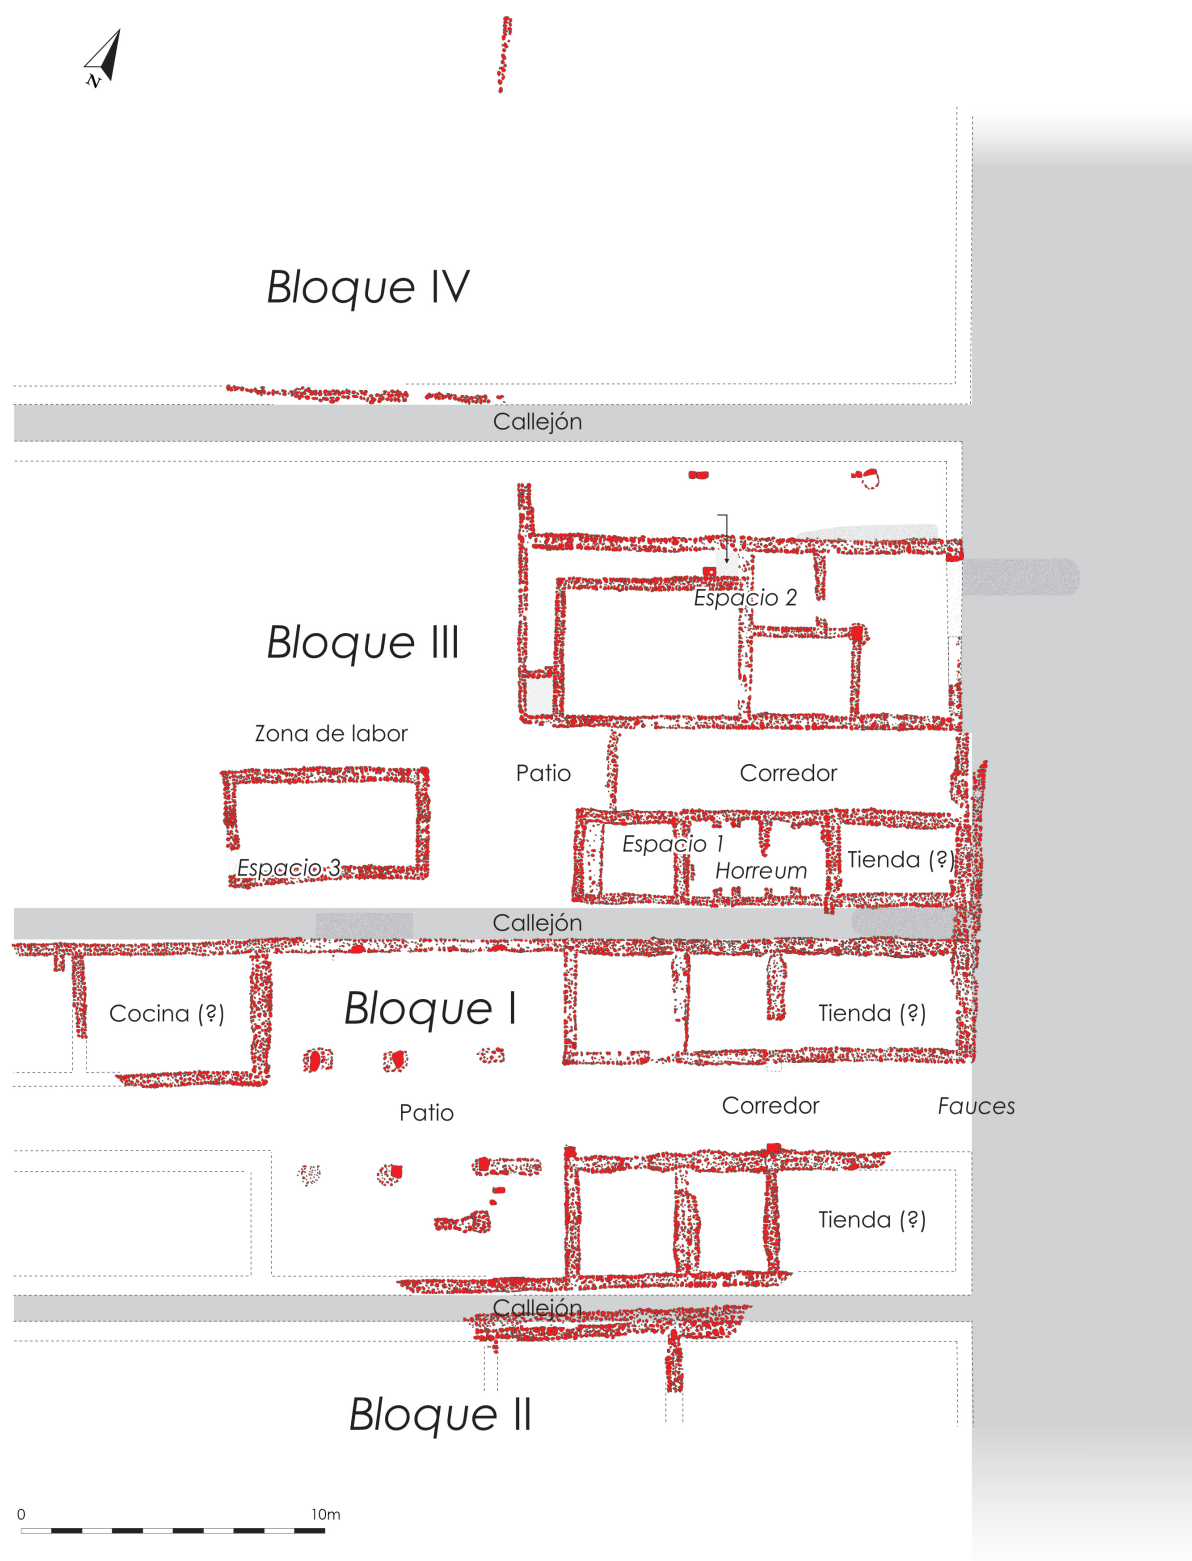 N
Bloque IV
Callejón
Espacio 2
Bloque III
Zona de labor
Patio
Corredor
Espacio 1
Horreum
Tienda (?)
Espacio 3
Callejón
Bloque I
Cocina (?)
Tienda (?)
Patio
Corredor
Fauces
Tienda (?)
Callejón
Bloque II
0
10m